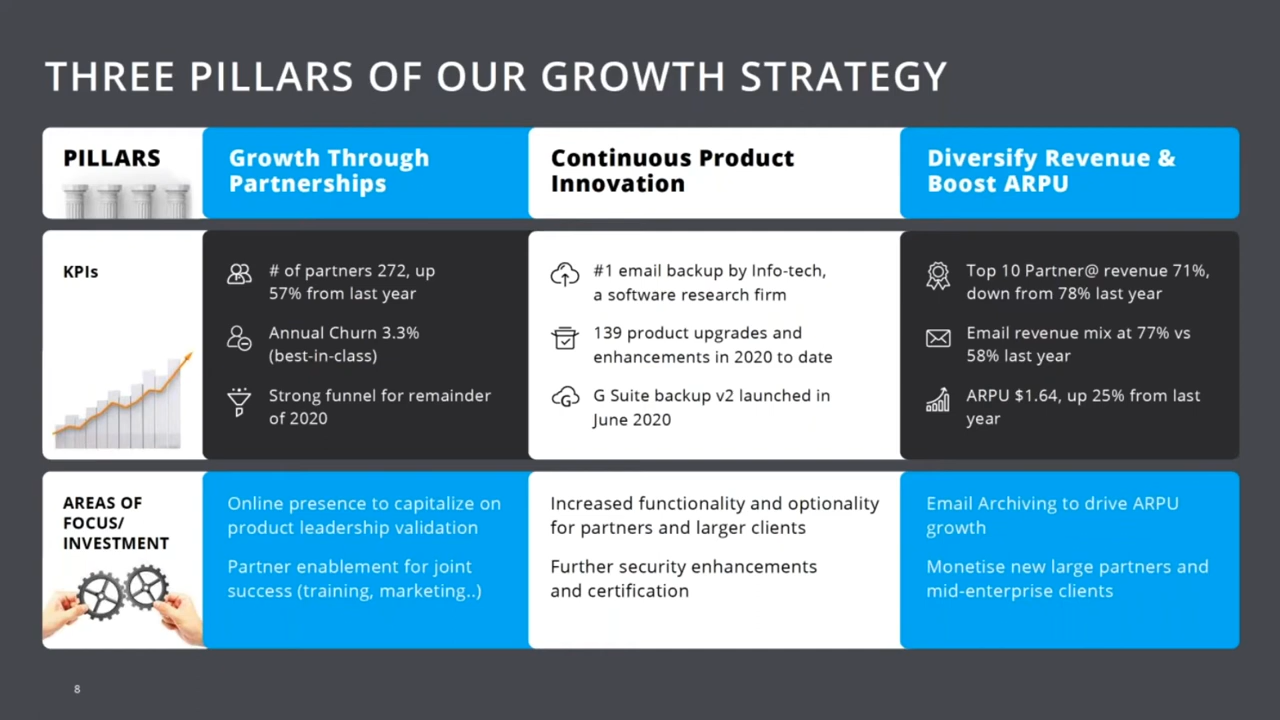 THREE PILLARS OF OUR GROWTH STRATEGY
PILLARS
Growth Through
Partnerships
Continuous Product
Innovation
Diversify Revenue &
Boost ARPU
KPIs
# of partners 272, up
57% from last year
Annual Churn 3.3%
(best-in-class)
Strong funnel for remainder
of 2020
#1 email backup by Info-tech,
a software research firm
139 product upgrades and
enhancements in 2020 to date
G
G Suite backup v2 launched in
June 2020
Top 10 Partner@ revenue 71%,
down from 78% last year
Email revenue mix at 77% vs
58% last year
ARPU $1.64, up 25% from last
year
AREAS OF
FOCUS/
INVESTMENT
Online presence to capitalize on
product leadership validation
Partner enablement for joint
success (training, marketing..)
Increased functionality and optionality
for partners and larger clients
Further security enhancements
and certification
Email Archiving to drive ARPU
growth
Monetise new large partners and
mid-enterprise clients
8